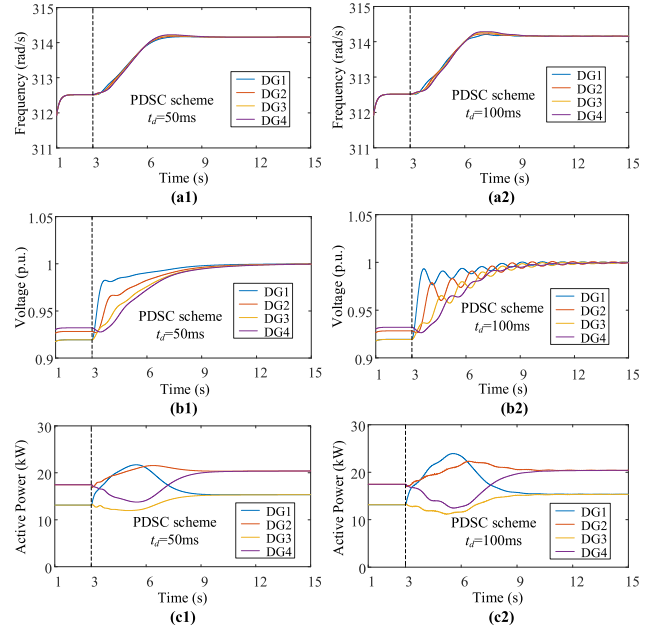 315
314
313
312
311
Frequency (rad/s)
DG1
DG2
DG3
DG4
PDSC scheme
t_d=50ms
1 3 6 9 12 15
Time (s)
(a1)
315
314
313
312
311
Frequency (rad/s)
DG1
DG2
DG3
DG4
PDSC scheme
t_d=100ms
1 3 6 9 12 15
Time (s)
(a2)
1.05
1
0.95
0.9
Voltage (p.u.)
PDSC scheme
t_d=50ms
DG1
DG2
DG3
DG4
1 3 6 9 12 15
Time (s)
(b1)
1.05
1
0.95
0.9
Voltage (p.u.)
PDSC scheme
t_d=100ms
DG1
DG2
DG3
DG4
1 3 6 9 12 15
Time (s)
(b2)
30
20
10
0
Active Power (kW)
PDSC scheme
t_d=50ms
DG1
DG2
DG3
DG4
1 3 6 9 12 15
Time (s)
(c1)
30
20
10
0
Active Power (kW)
PDSC scheme
t_d=100ms
DG1
DG2
DG3
DG4
1 3 6 9 12 15
Time (s)
(c2)